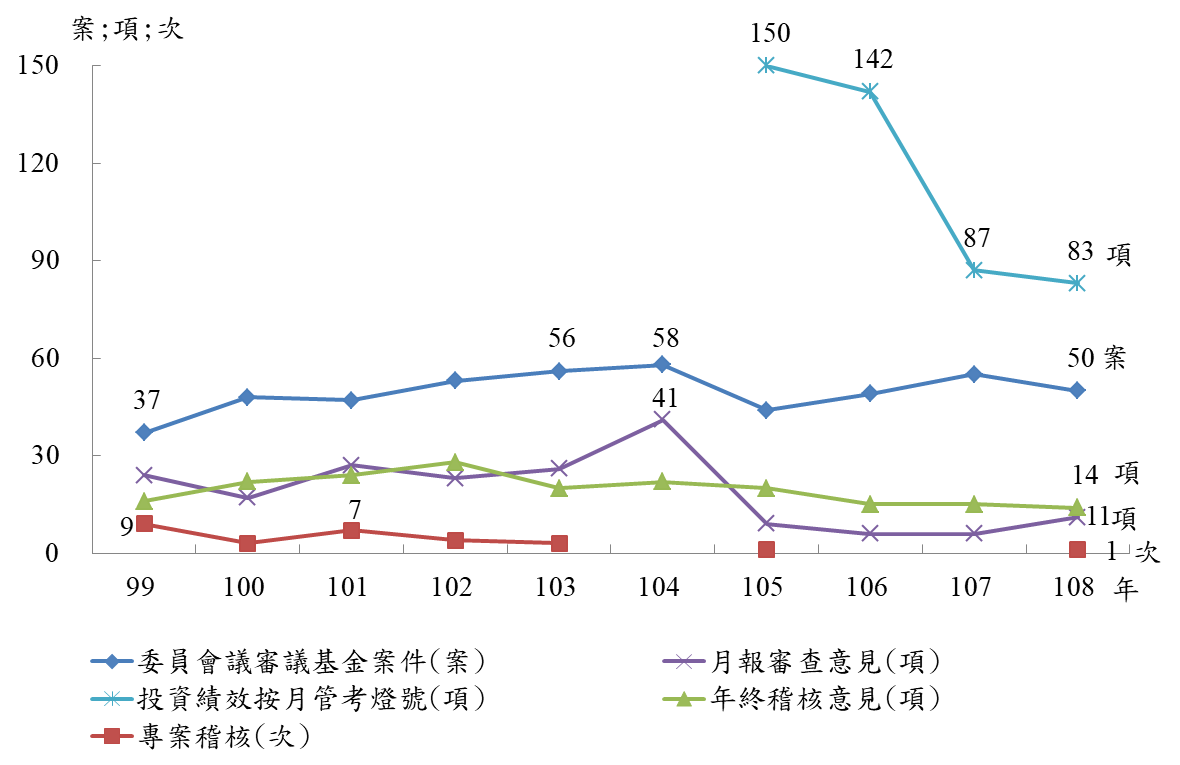 案;項;次
150
150
142
120
87
83 項
90
56
58
50 案
60
37
41
30
14 項
9
7
11項
0
1 次
99 100 101 102 103 104 105 106 107 108 年
委員會議審議基金案件(案)
月報審查意見(項)
投資績效按月管考燈號(項)
年終稽核意見(項)
專案稽核(次)